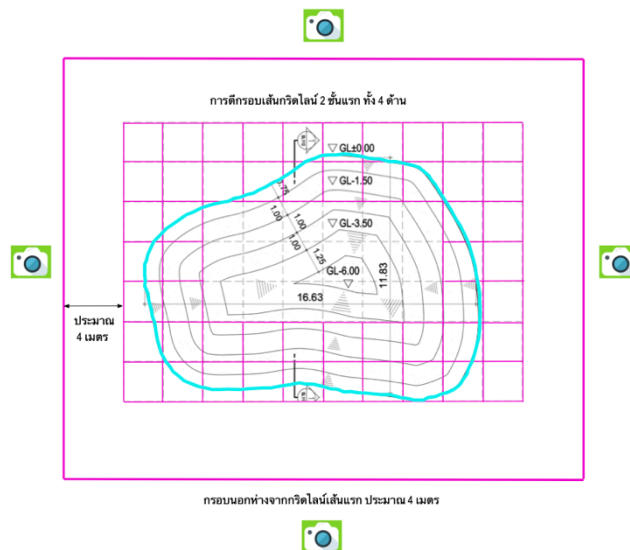 การตีกรอบเส้นกริดไลน์ 2 ชั้นแรก ทั้ง 4 ด้าน
GL±0.00
GL-1.50
0.75
1.00
1.00
GL-3.50
1.00
1.25
GL-6.00
11.83
16.63
ประมาณ
4 เมตร
กรอบนอกห่างจากกริดไลน์เส้นแรก ประมาณ 4 เมตร